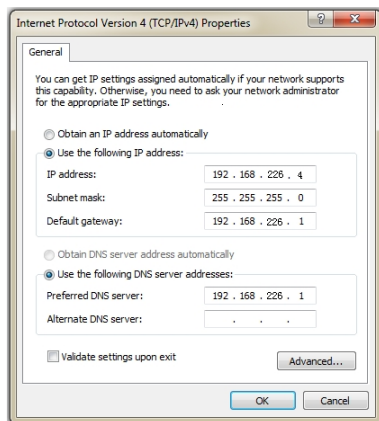 Internet Protocol Version 4 (TCP/IPv4) Properties
General
You can get IP settings assigned automatically if your network supports
this capability. Otherwise, you need to ask your network administrator
for the appropriate IP settings.
Obtain an IP address automatically
Use the following IP address:
IP address: 192 . 168 . 226 . 4
Subnet mask: 255 . 255 . 255 . 0
Default gateway: 192 . 168 . 226 . 1
Obtain DNS server address automatically
Use the following DNS server addresses:
Preferred DNS server: 192 . 168 . 226 . 1
Alternate DNS server: . . .
Validate settings upon exit
Advanced...
OK Cancel